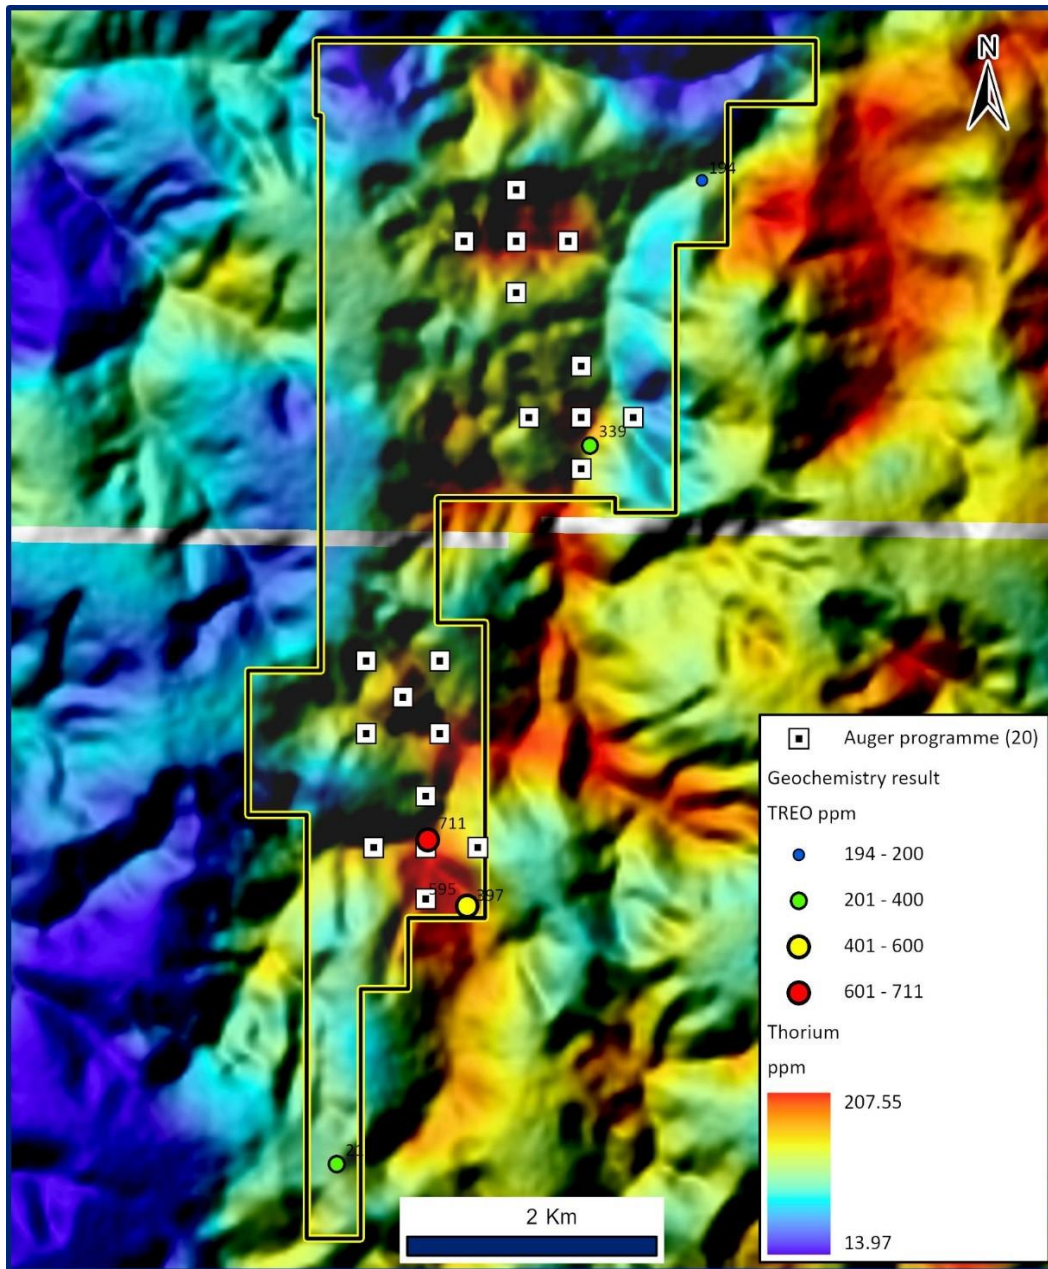 N
194
339
711
595
397
Auger programme (20)
Geochemistry result
TREO ppm
194 - 200
201 - 400
401 - 600
601 - 711
Thorium
ppm
207.55
13.97
2 Km